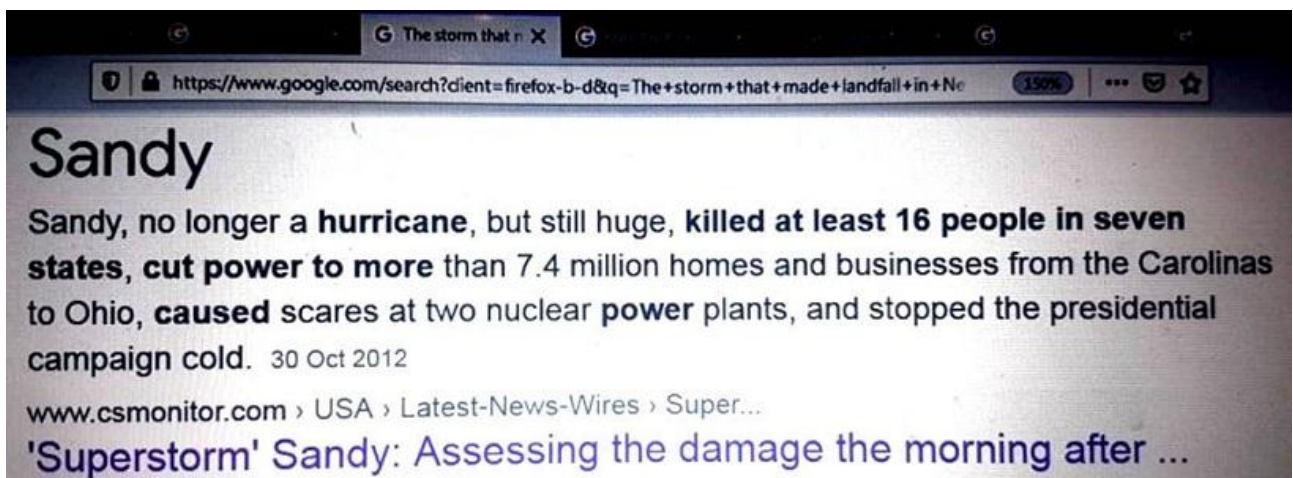 The storm that n
https://www.google.com/search?client=firefox-b-d&q=The+storm+that+made+landfall+in+Ne
150%
Sandy
Sandy, no longer a hurricane, but still huge, killed at least 16 people in seven
states, cut power to more than 7.4 million homes and businesses from the Carolinas
to Ohio, caused scares at two nuclear power plants, and stopped the presidential
campaign cold. 30 Oct 2012
www.csmonitor.com › USA › Latest-News-Wires › Super...
'Superstorm' Sandy: Assessing the damage the morning after ...